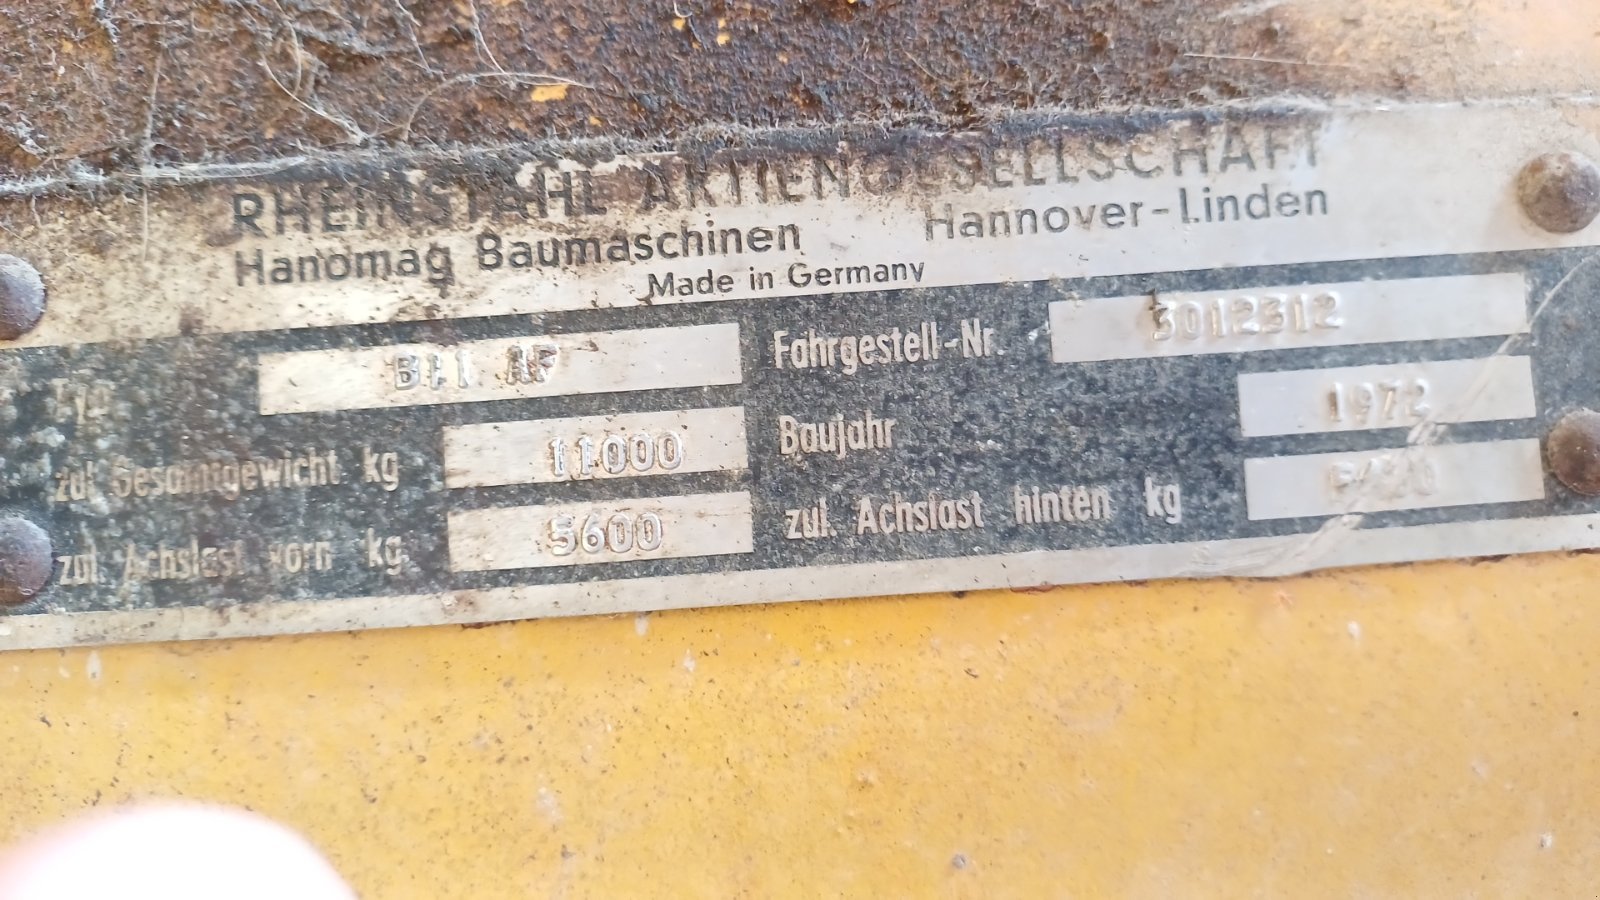 RHEINSTAHL AKTIENGESELLSCHAFT
Hanomag Baumaschinen Hannover-Linden
Made in Germany
Typ Fahrgestell-Nr. 3012312
zul. Gesamtgewicht kg 11000 Baujahr 1972
zul. Achslast vorn kg 5600 zul. Achslast hinten kg